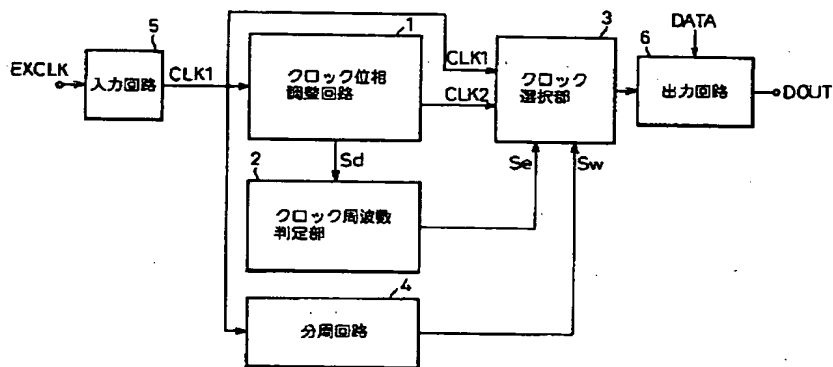 5
1
3
6
DATA
EXCLK
入力回路
CLK1
クロック位相
調整回路
CLK1
CLK2
クロック
選択部
出力回路
DOUT
Sd
2
クロック周波数
判定部
Se
Sw
4
分周回路